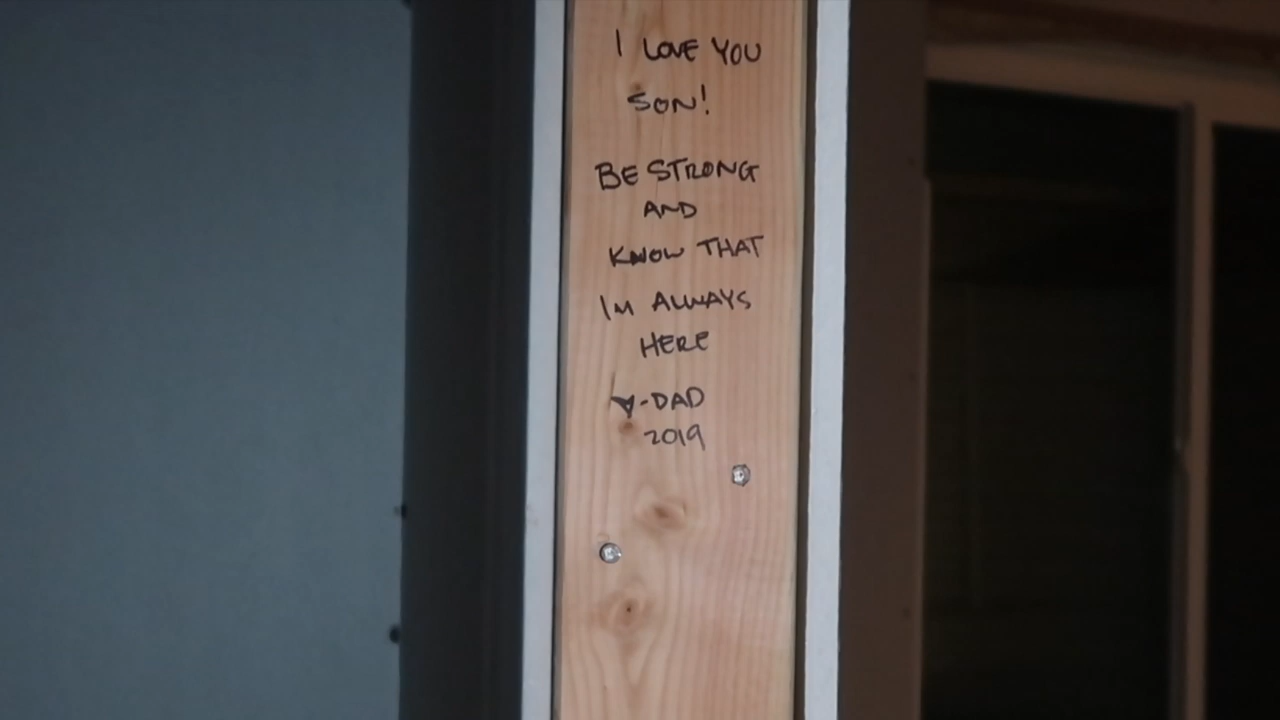 I LOVE YOU
SON!
BE STRONG
AND
KNOW THAT
IM ALWAYS
HERE
-DAD
2019